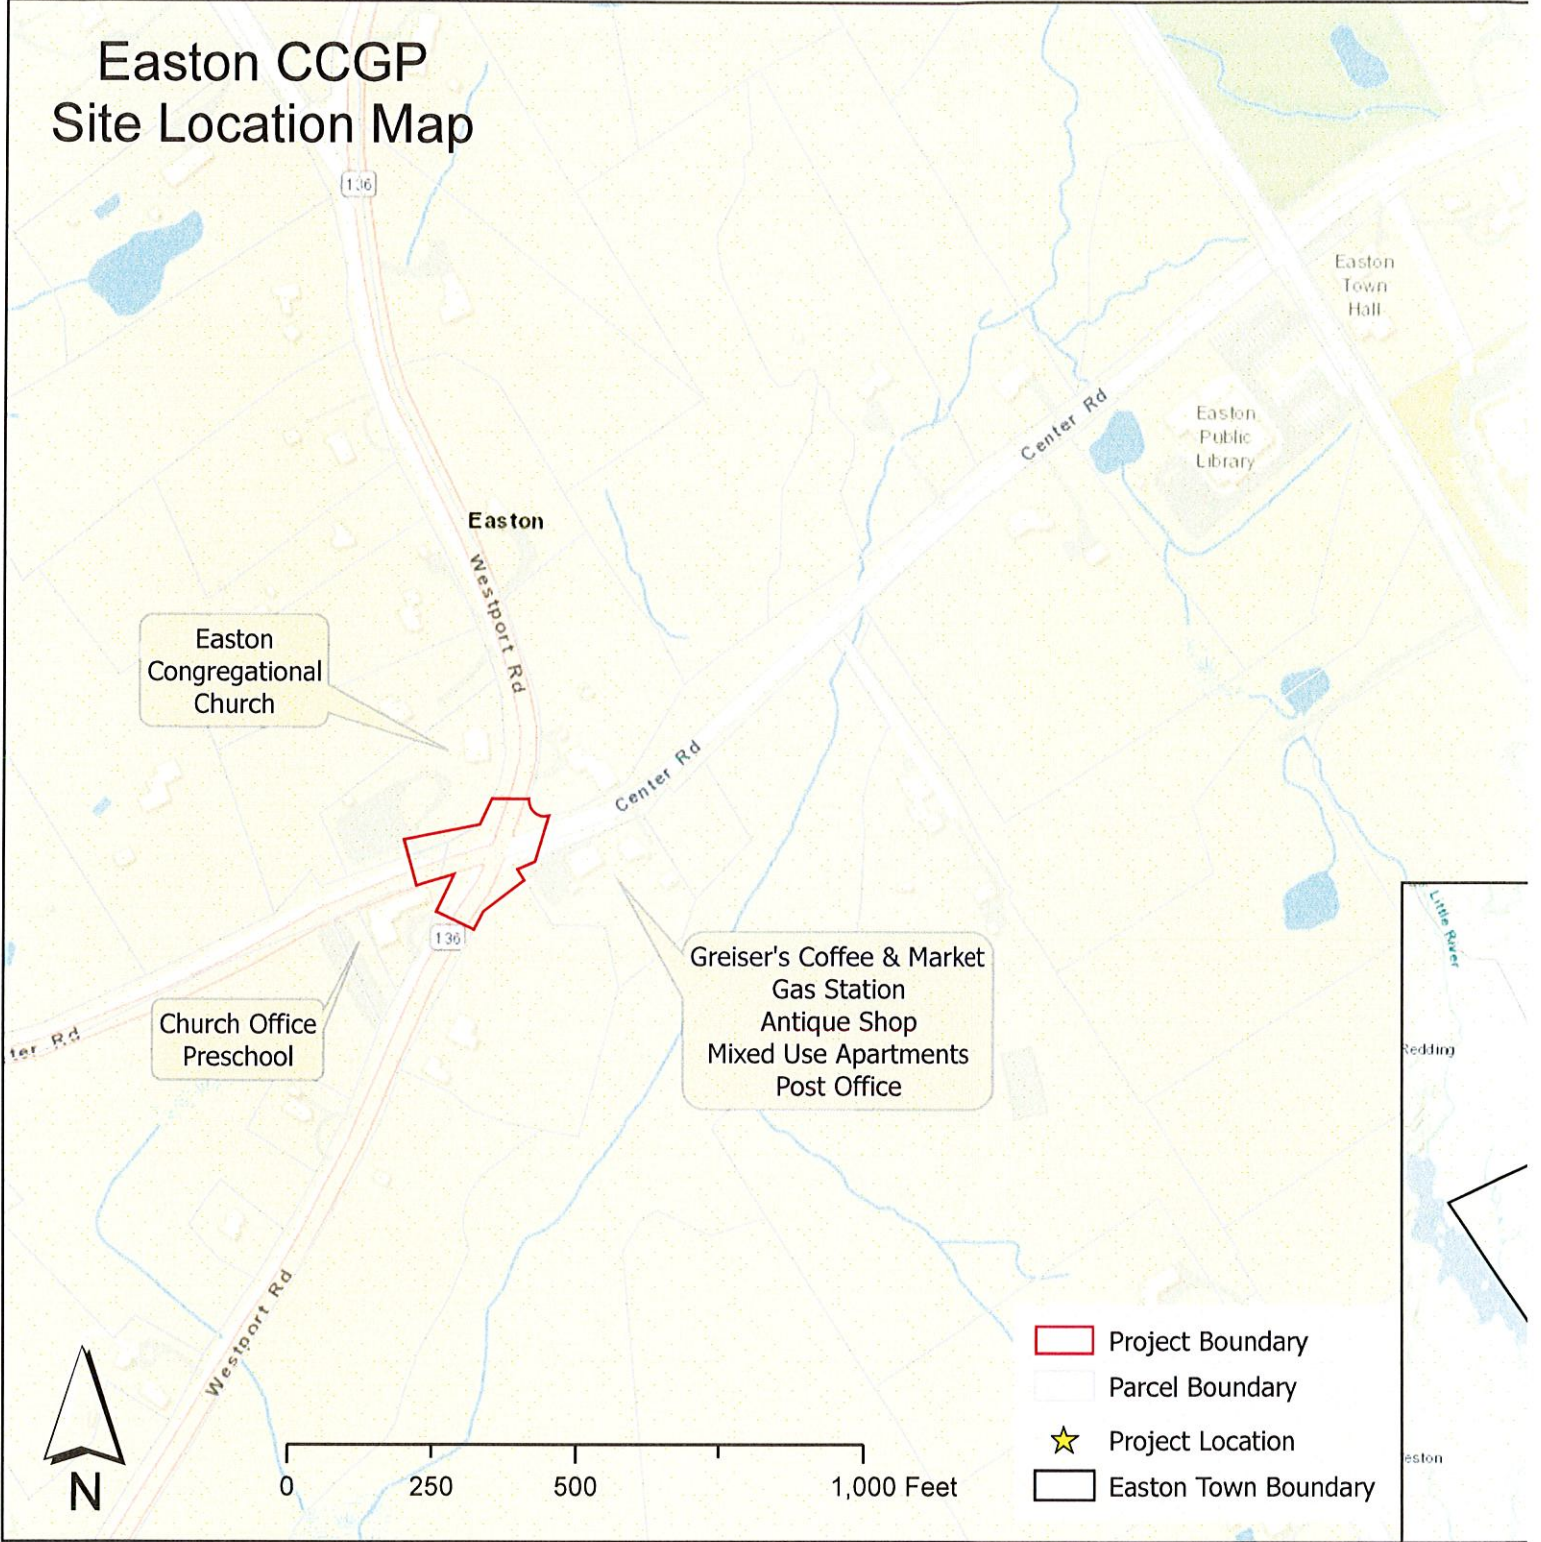 Easton CCGP
Site Location Map
136
Easton
Town
Hall
Center Rd
Easton
Public
Library
Easton
Westport Rd
Easton
Congregational
Church
Center Rd
Little River
136
Greiser's Coffee & Market
Gas Station
Antique Shop
Mixed Use Apartments
Post Office
Church Office
Preschool
ter Rd
Redding
Westport Rd
Project Boundary
Parcel Boundary
Project Location
Easton Town Boundary
eston
N
0 250 500 1,000 Feet